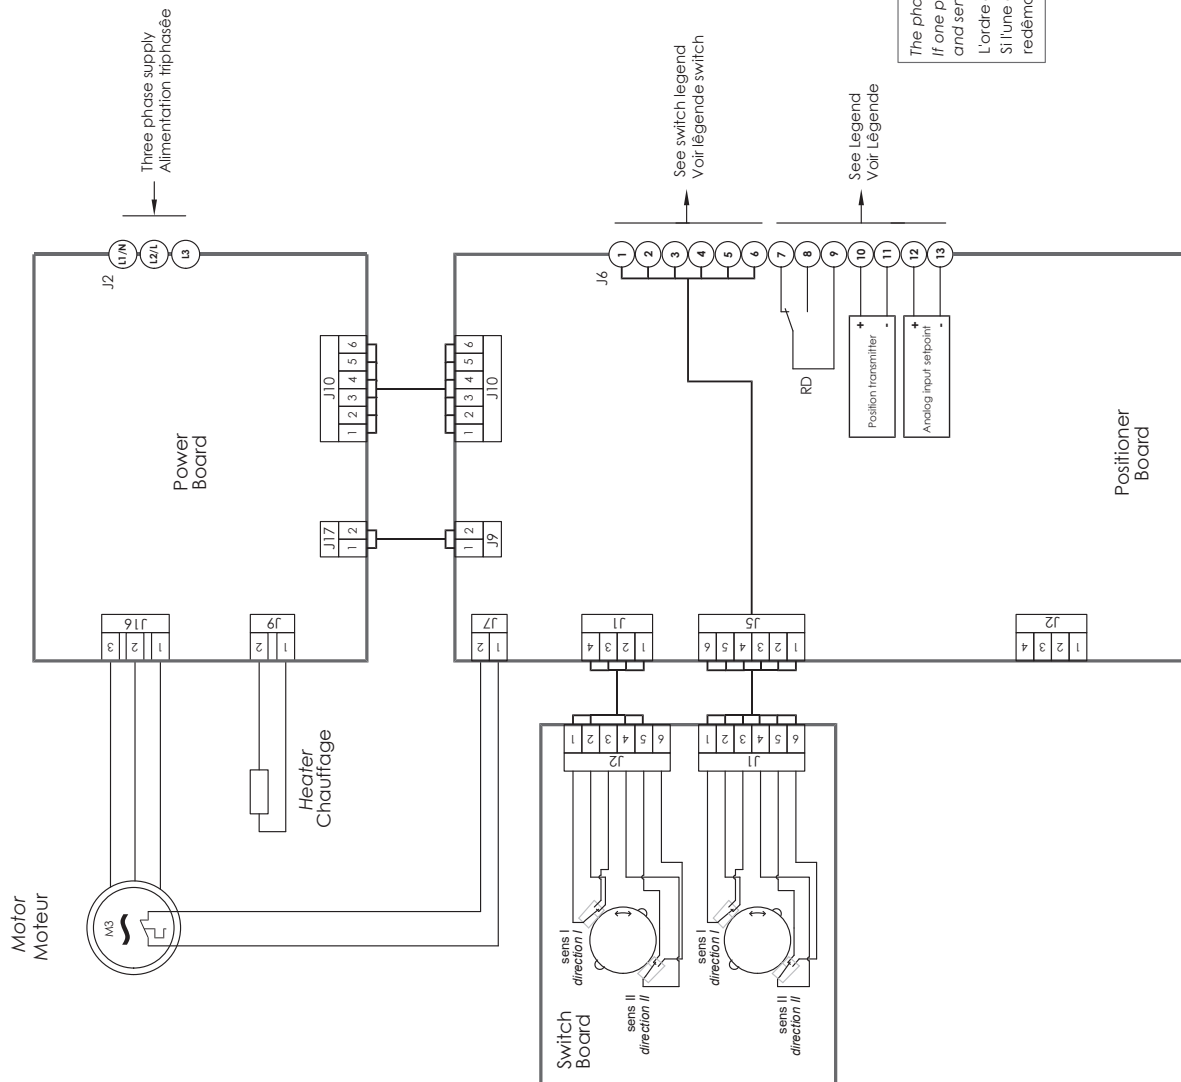 Motor
Moteur
M3
Heater
Chauffage
J16
3
2
1
J9
2
1
Power
Board
J2
L1/N
L2/L
L3
Three phase supply
Alimentation triphasêe
J17
1 2
J10
1 2 3 4 5 6
J9
1 2
J10
1 2 3 4 5 6
J7
2
1
J1
4
3
2
1
J5
6
5
4
3
2
1
J2
4
3
2
1
Positioner
Board
J6
1
2
3
4
5
6
7
8
9
10
11
12
13
See switch legend
Voir lêgende switch
See Legend
Voir Lêgende
RD
Position transmitter
+
-
Analog input setpoint
+
-
Switch
Board
J2
1
2
3
4
5
6
J1
1
2
3
4
5
6
sens I
direction I
sens II
direction II
sens I
direction I
sens II
direction II
The pha
If one p
and sen
L'ordre
Si l'une
redêma